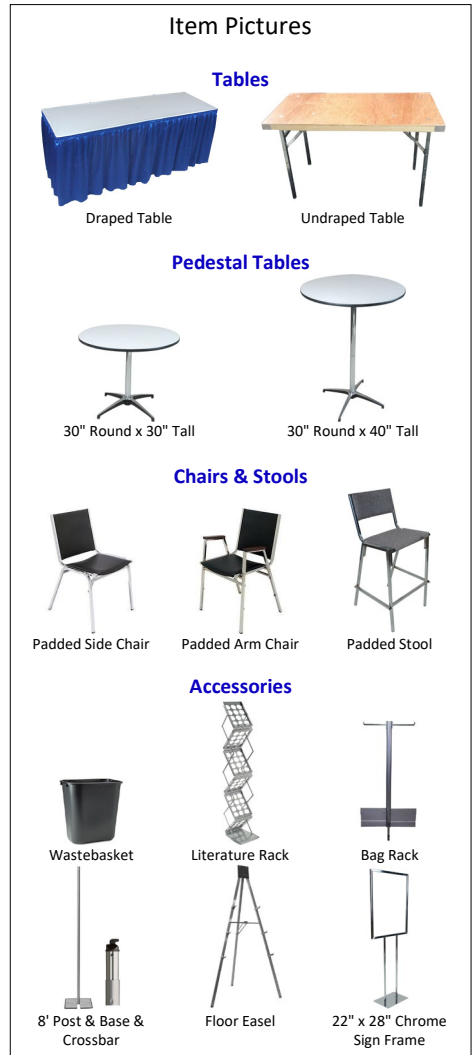 Item Pictures
Tables
Draped Table
Undraped Table
Pedestal Tables
30" Round x 30" Tall
30" Round x 40" Tall
Chairs & Stools
Padded Side Chair
Padded Arm Chair
Padded Stool
Accessories
Wastebasket
Literature Rack
Bag Rack
8' Post & Base &
Crossbar
Floor Easel
22" x 28" Chrome
Sign Frame